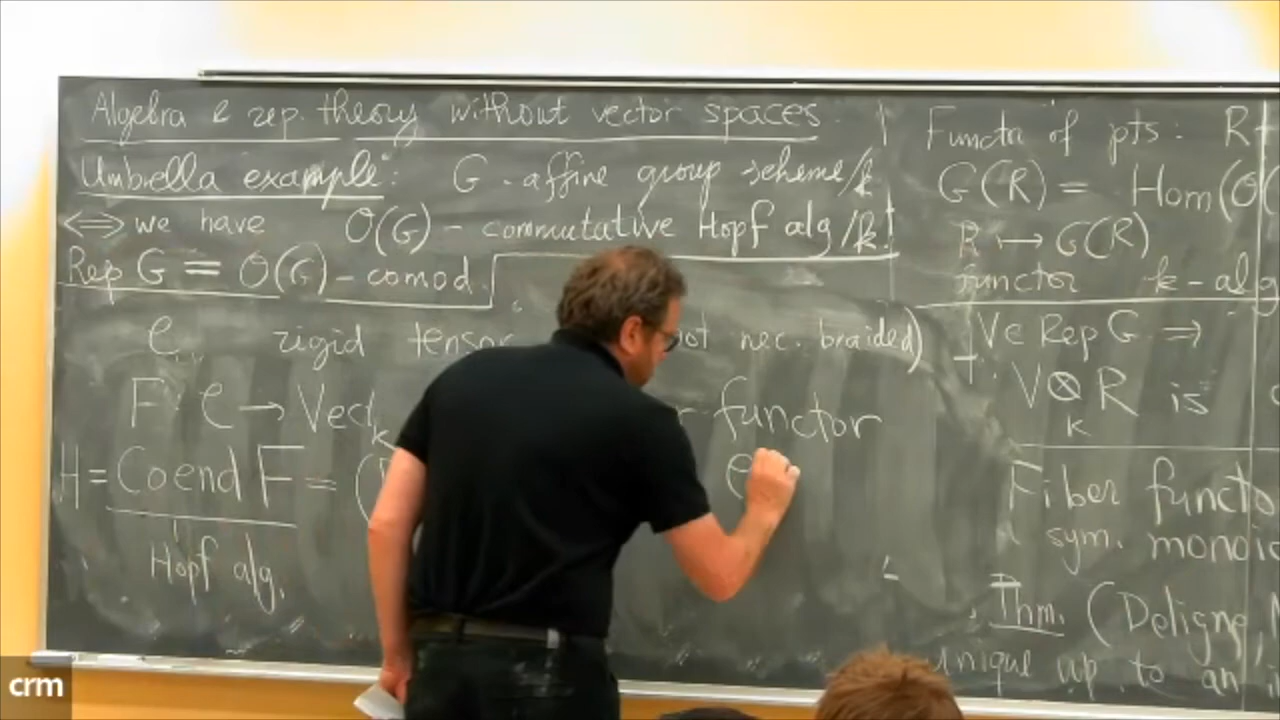 Algebra & rep. theory without vector spaces.
Umbrella example: G - affine group scheme/k
⟺ we have O(G) - commutative Hopf alg/k.
Rep G = O(G)-comod.
C rigid tensor not nec. braided)
F: C → Vect_k functor
H = Coend F = (
Hopf alg.
Functor of pts: R
G(R) = Hom(O(
R ↦ G(R)
functor k-alg
V∈Rep G ⇒
V⊗R is
k
Fiber functo
sym. monoi
Thm. (Deligne,
unique up to an i
crm